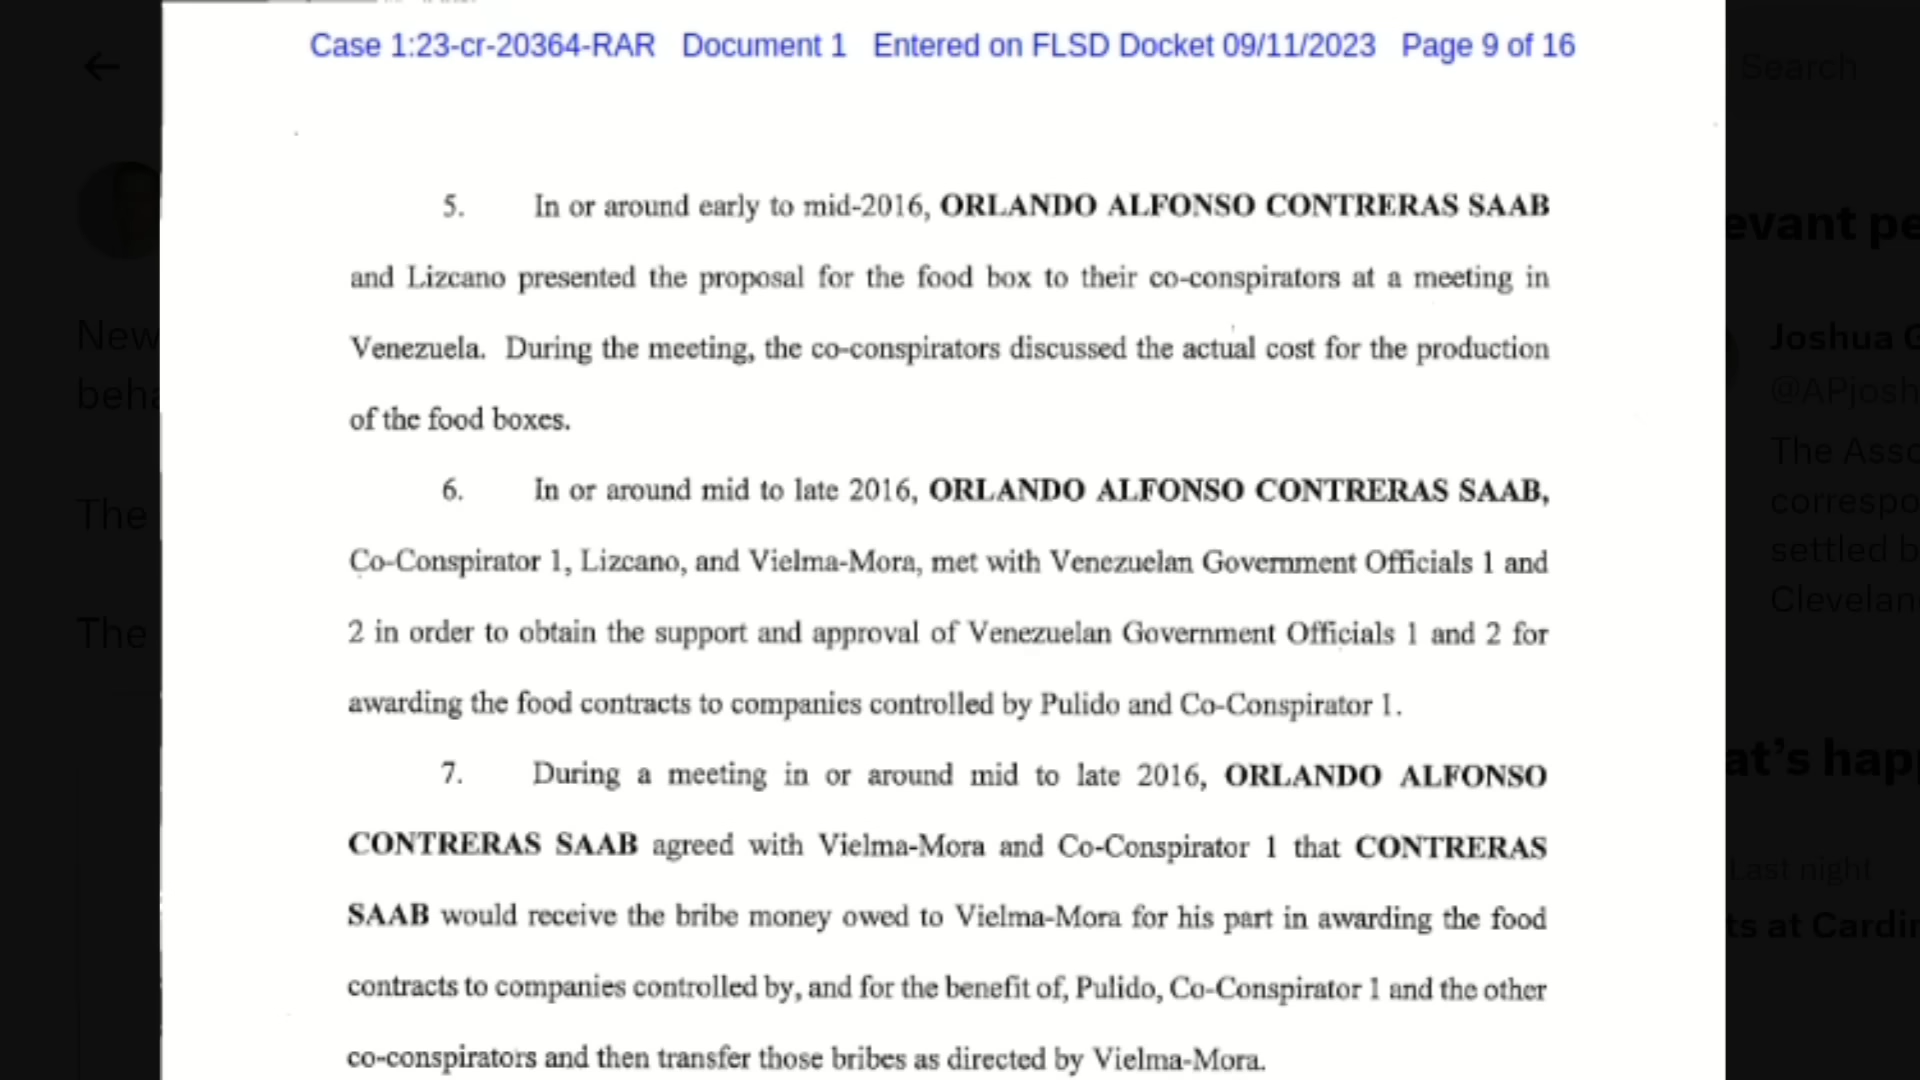 Case 1:23-cr-20364-RAR Document 1 Entered on FLSD Docket 09/11/2023 Page 9 of 16
Search
5. In or around early to mid-2016, ORLANDO ALFONSO CONTRERAS SAAB
and Lizcano presented the proposal for the food box to their co-conspirators at a meeting in
Venezuela. During the meeting, the co-conspirators discussed the actual cost for the production
of the food boxes.
6. In or around mid to late 2016, ORLANDO ALFONSO CONTRERAS SAAB,
Co-Conspirator 1, Lizcano, and Vielma-Mora, met with Venezuelan Government Officials 1 and
2 in order to obtain the support and approval of Venezuelan Government Officials 1 and 2 for
awarding the food contracts to companies controlled by Pulido and Co-Conspirator 1.
7. During a meeting in or around mid to late 2016, ORLANDO ALFONSO
CONTRERAS SAAB agreed with Vielma-Mora and Co-Conspirator 1 that CONTRERAS
SAAB would receive the bribe money owed to Vielma-Mora for his part in awarding the food
contracts to companies controlled by, and for the benefit of, Pulido, Co-Conspirator 1 and the other
co-conspirators and then transfer those bribes as directed by Vielma-Mora.
New
beha
The
The
evant pe
Joshua G
@APjosh
The Asso
correspo
settled b
Cleveland
at's happ
Last night
ts at Cardin